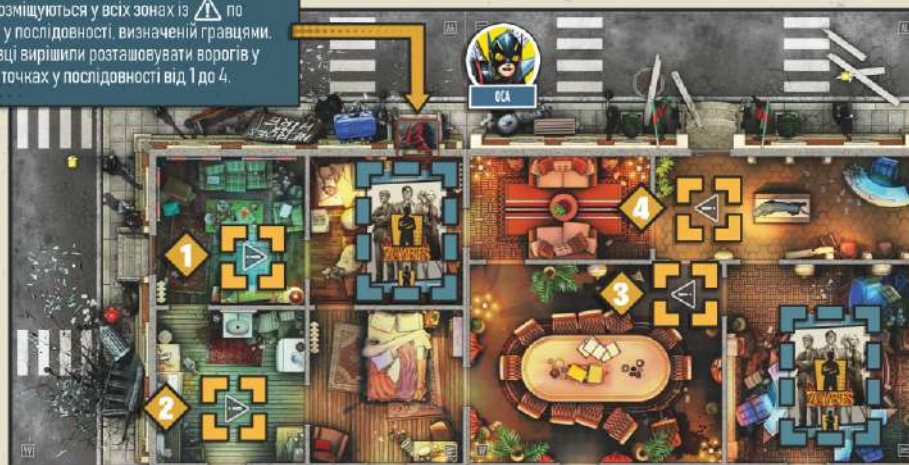 озміщуються у всіх зонах із ⚠ по
у послідовності, визначеній гравцями.
вці вирішили розташовувати ворогів у
точках у послідовності від 1 до 4.
ОСА
1
4
3
2